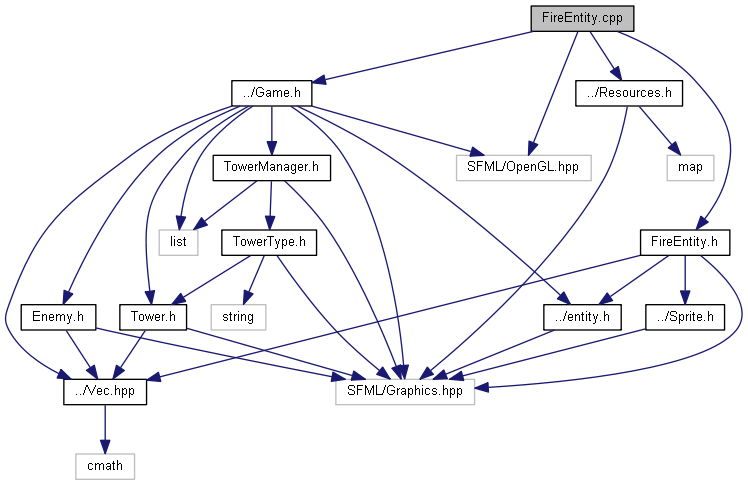 FireEntity.cpp
../Game.h
../Resources.h
TowerManager.h
SFML/OpenGL.hpp
map
list
TowerType.h
FireEntity.h
Enemy.h
Tower.h
string
../entity.h
../Sprite.h
../Vec.hpp
SFML/Graphics.hpp
cmath